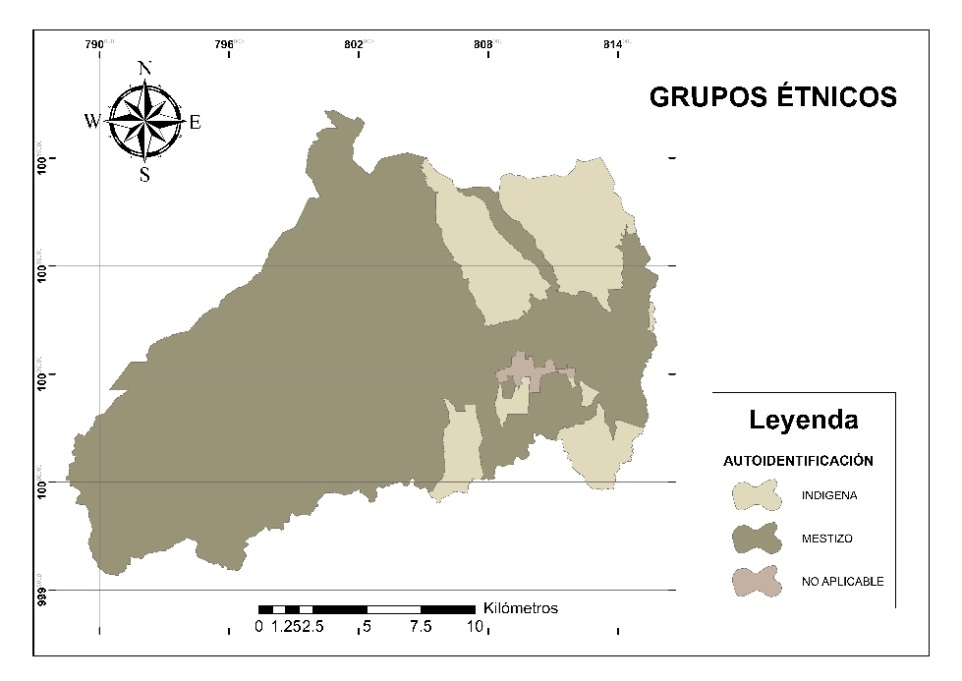 790 796 802 808 814
N
W E
S
GRUPOS ÉTNICOS
100
100
100
100
999
Leyenda
AUTOIDENTIFICACIÓN
INDIGENA
MESTIZO
NO APLICABLE
Kilómetros
0 1.252.5 5 7.5 10